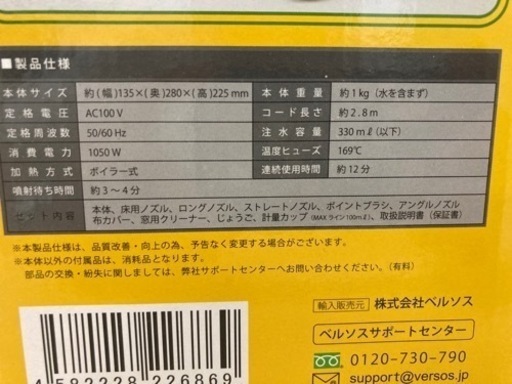 ■製品仕様
本体サイズ 約(幅)135×(奥)280×(高)225mm 本体重量 約1kg(水を含まず)
定格電圧 AC100V コード長さ 約2.8m
定格周波数 50/60Hz 注水容量 330mℓ(以下)
消費電力 1050W 温度ヒューズ 169℃
加熱方式 ボイラー式 連続使用時間 約12分
噴射待ち時間 約3〜4分
セット内容 本体、床用ノズル、ロングノズル、ストレートノズル、ポイントブラシ、アングルノズル
布カバー、窓用クリーナー、じょうご、計量カップ(MAXライン100mℓ)、取扱説明書(保証書)
※本製品仕様は、品質改善・向上の為、予告なく変更する場合がございます。
※本体以外の付属品は、消耗品となります。
部品の交換・紛失に関しましては、弊社サポートセンターへお問い合わせください。(有料)
輸入販売元 株式会社ベルソス
ベルソスサポートセンター
0120-730-790
support@versos.jp
4 582228 226869